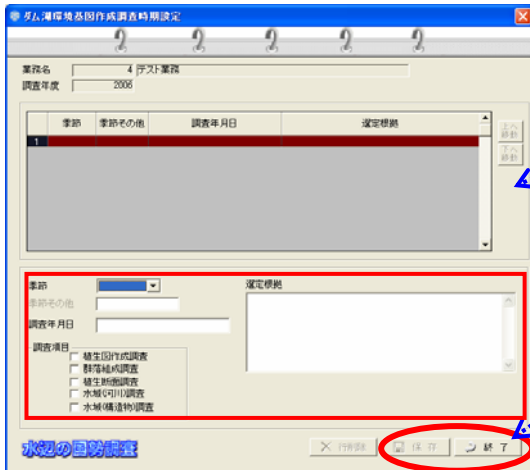 ダム湖環境基図作成調査時期設定
業務名 4 テスト業務
調査年度 2006
季節 季節その他 調査年月日 選定根拠
1
上へ移動
下へ移動
季節 選定根拠
季節その他
調査年月日
調査項目
植生図作成調査
群落組成調査
植生断面調査
水域(河川)調査
水域(構造物)調査
水辺の国勢調査 行削除 保存 終了